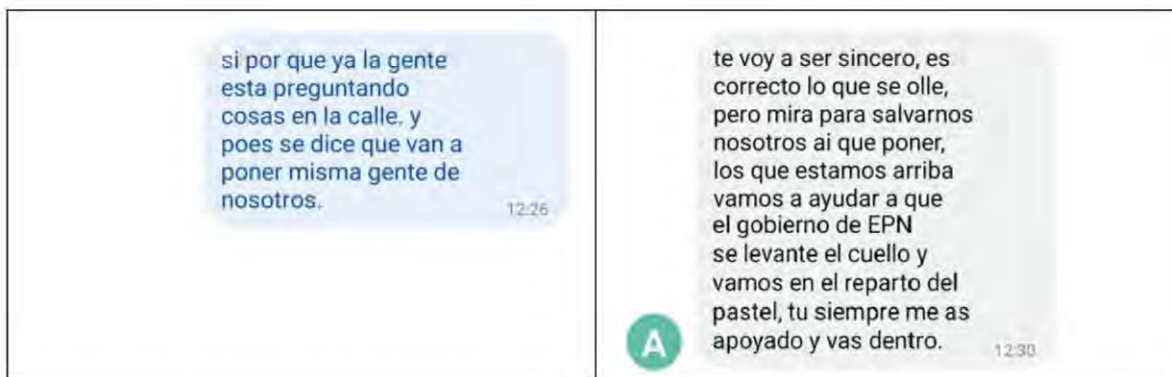 si por que ya la gente
esta preguntando
cosas en la calle. y
poes se dice que van a
poner misma gente de
nosotros.
12:26
te voy a ser sincero, es
correcto lo que se olle,
pero mira para salvarnos
nosotros ai que poner,
los que estamos arriba
vamos a ayudar a que
el gobierno de EPN
se levante el cuello y
vamos en el reparto del
pastel, tu siempre me as
apoyado y vas dentro.
12:30
A